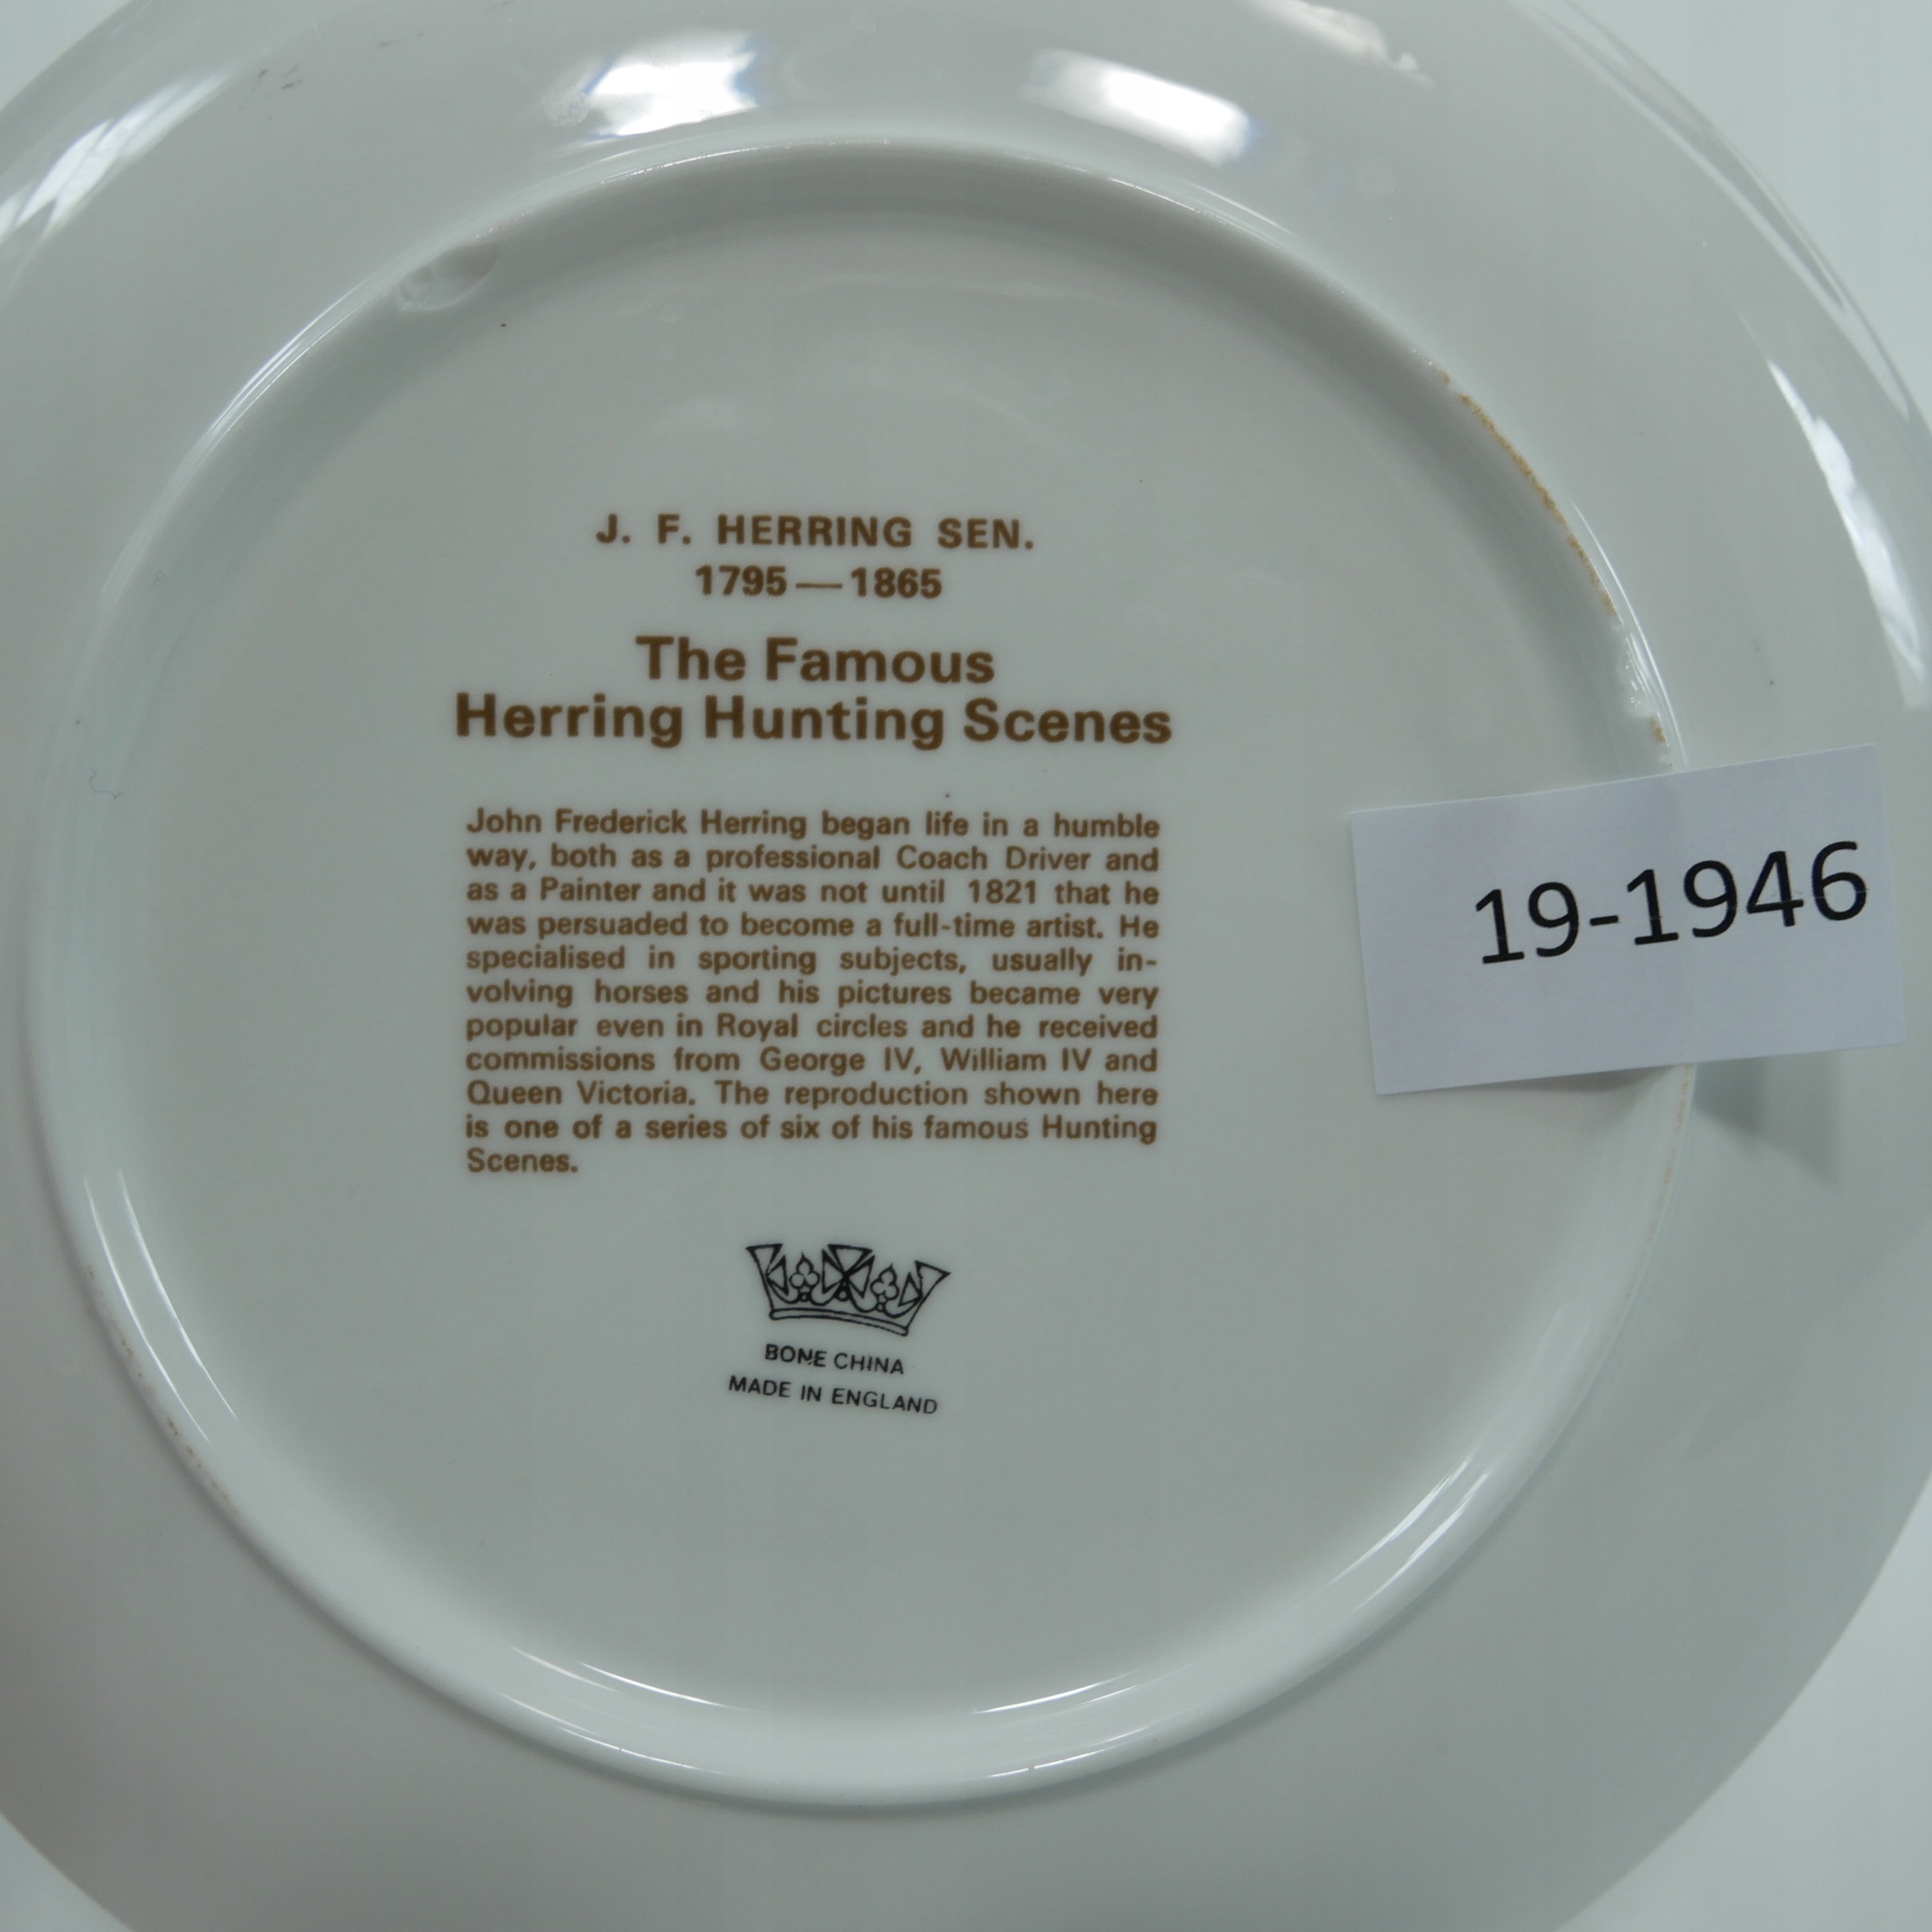 J. F. HERRING SEN.
1795—1865
The Famous
Herring Hunting Scenes
John Frederick Herring began life in a humble
way, both as a professional Coach Driver and
as a Painter and it was not until 1821 that he
was persuaded to become a full-time artist. He
specialised in sporting subjects, usually in-
volving horses and his pictures became very
popular even in Royal circles and he received
commissions from George IV, William IV and
Queen Victoria. The reproduction shown here
is one of a series of six of his famous Hunting
Scenes.
BONE CHINA
MADE IN ENGLAND
19-1946